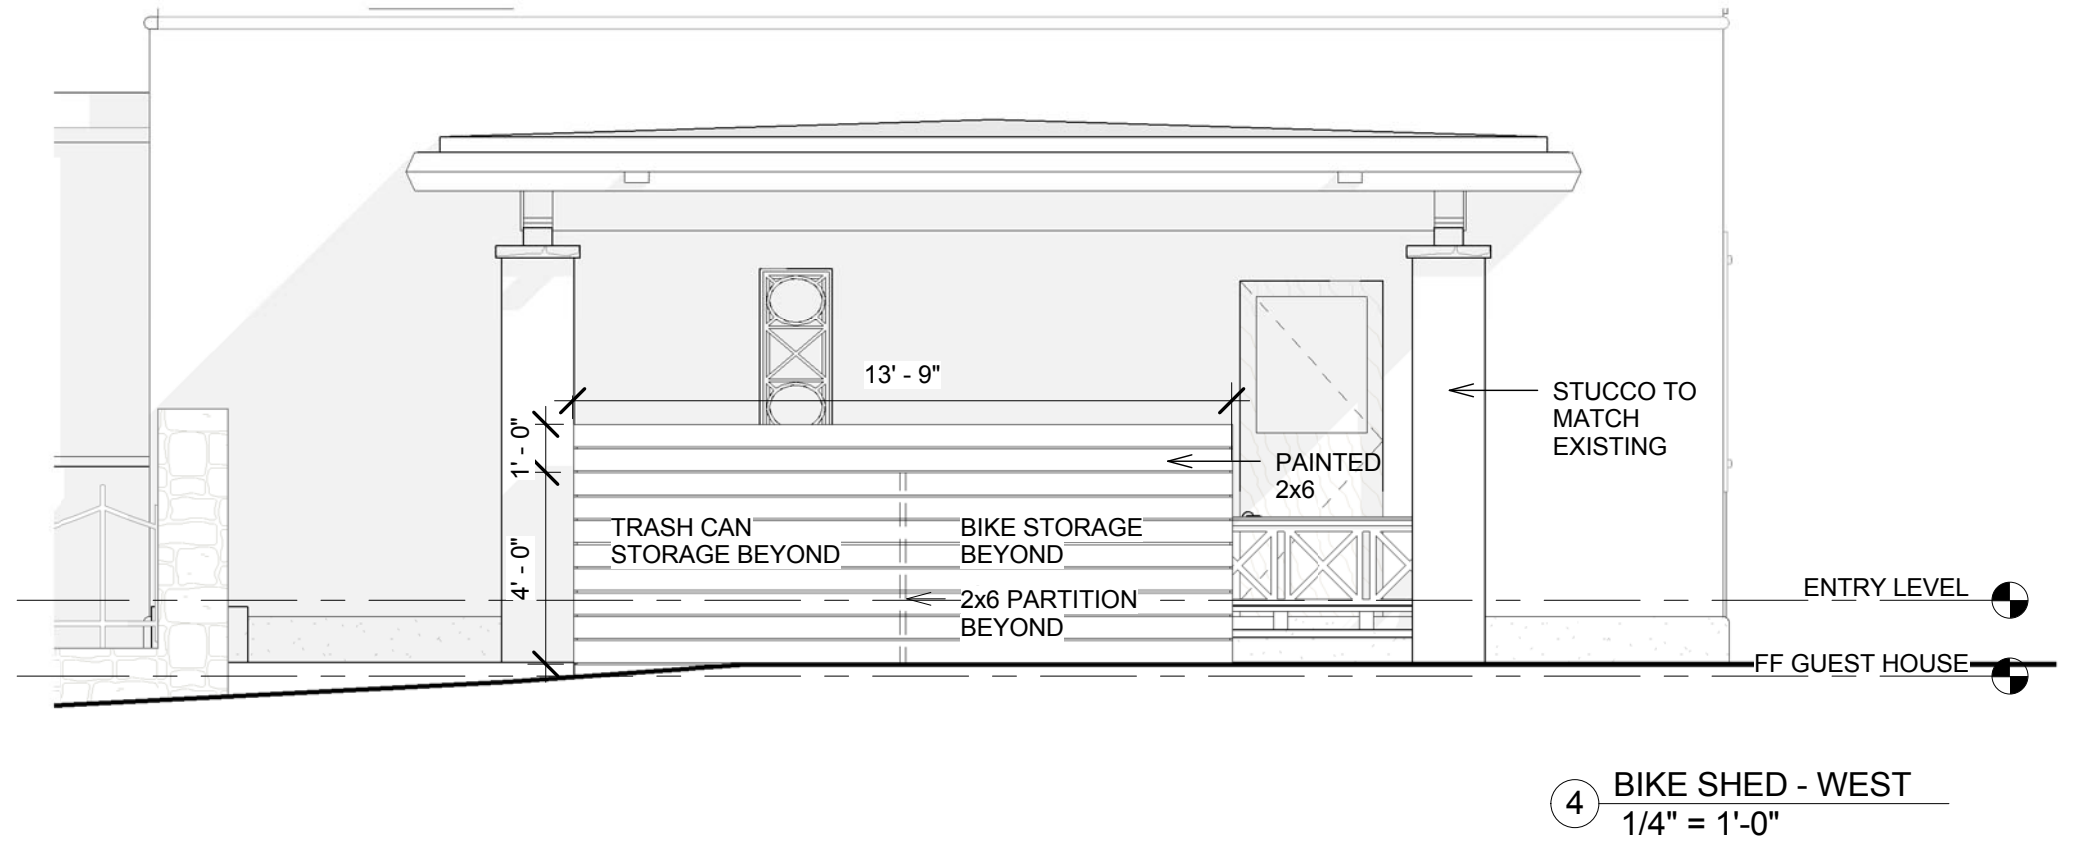 13' - 9"
1' - 0"
4' - 0"
STUCCO TO
MATCH
EXISTING
PAINTED
2x6
TRASH CAN
STORAGE BEYOND
BIKE STORAGE
BEYOND
2x6 PARTITION
BEYOND
ENTRY LEVEL
FF GUEST HOUSE
4
BIKE SHED - WEST
1/4" = 1'-0"